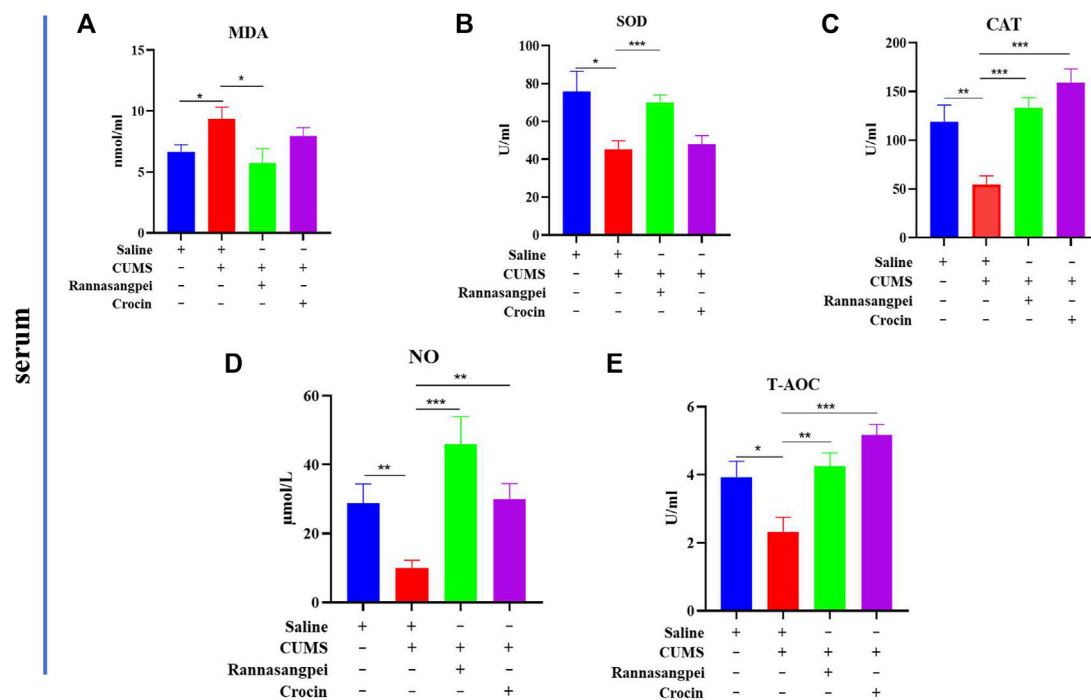 serum
A
MDA
nmol/ml
15
10
5
0
*
*
Saline + + − −
CUMS − + + +
Rannasangpei − − + −
Crocin − − − +
B
SOD
U/ml
100
80
60
40
20
0
*
***
Saline + + − −
CUMS − + + +
Rannasangpei − − + −
Crocin − − − +
C
CAT
U/ml
200
150
100
50
0
**
***
***
Saline + + − −
CUMS − + + +
Rannasangpei − − + −
Crocin − − − +
D
NO
μmol/L
60
40
20
0
**
***
**
Saline + + − −
CUMS − + + +
Rannasangpei − − + −
Crocin − − − +
E
T-AOC
U/ml
6
4
2
0
*
**
***
Saline + + − −
CUMS − + + +
Rannasangpei − − + −
Crocin − − − +